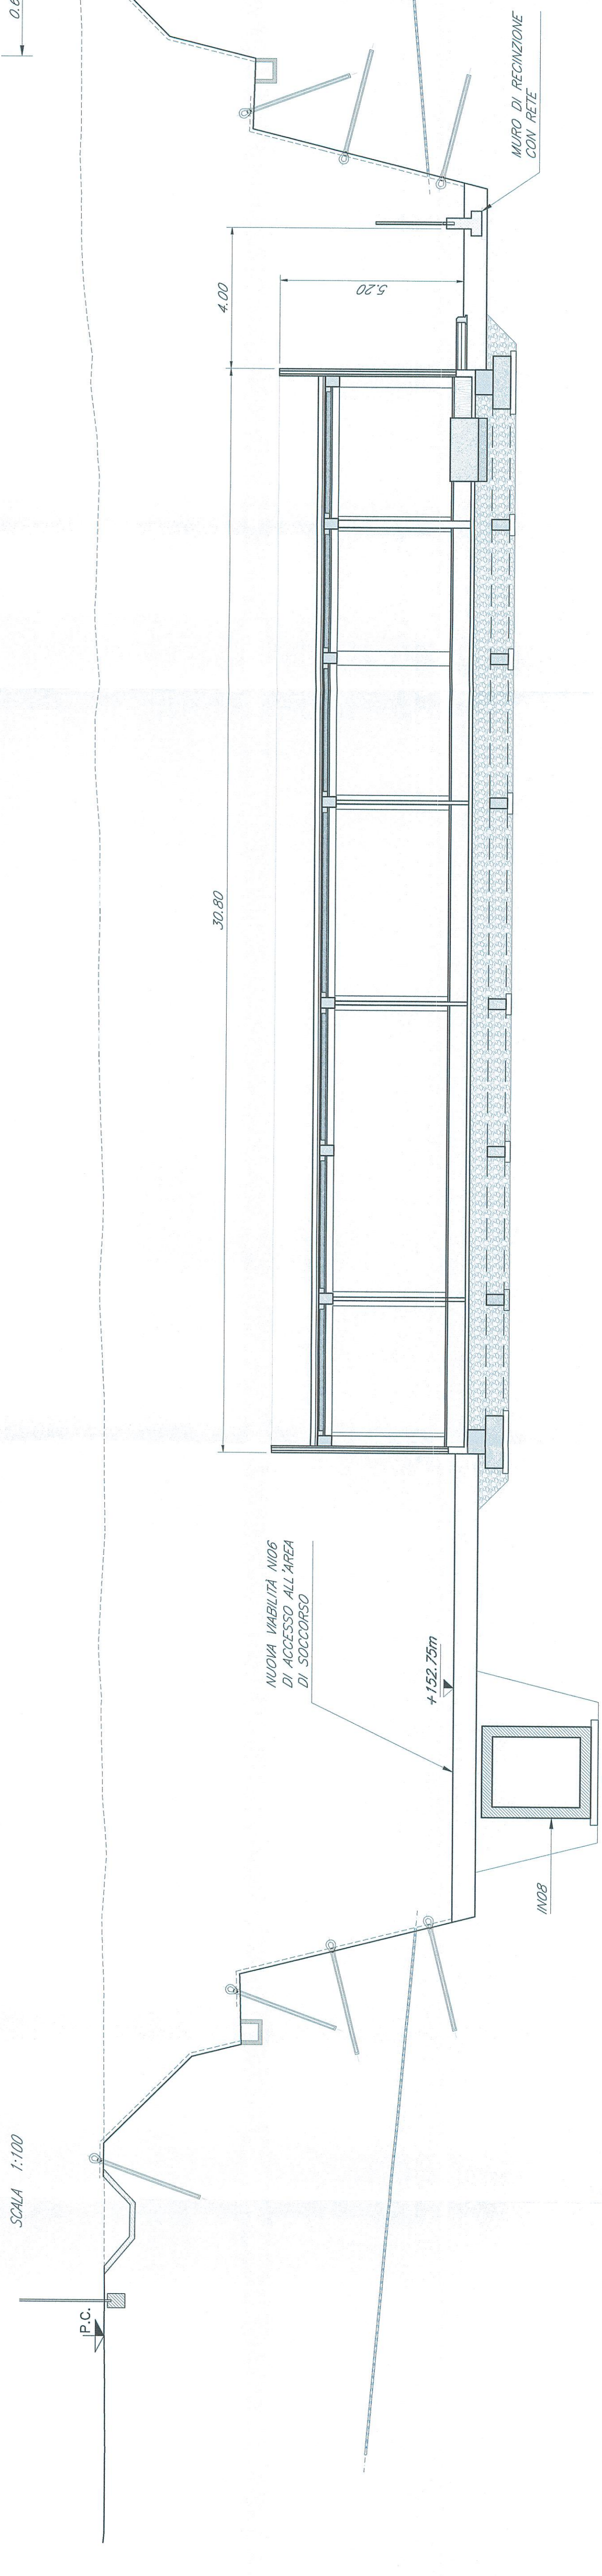 SCALA 1:100
P.C.
IN08
+152.75m
NUOVA VIABILITÀ NI06
DI ACCESSO ALL'AREA
DI SOCCORSO
30.80
4.00
5.20
MURO DI RECINZIONE
CON RETE